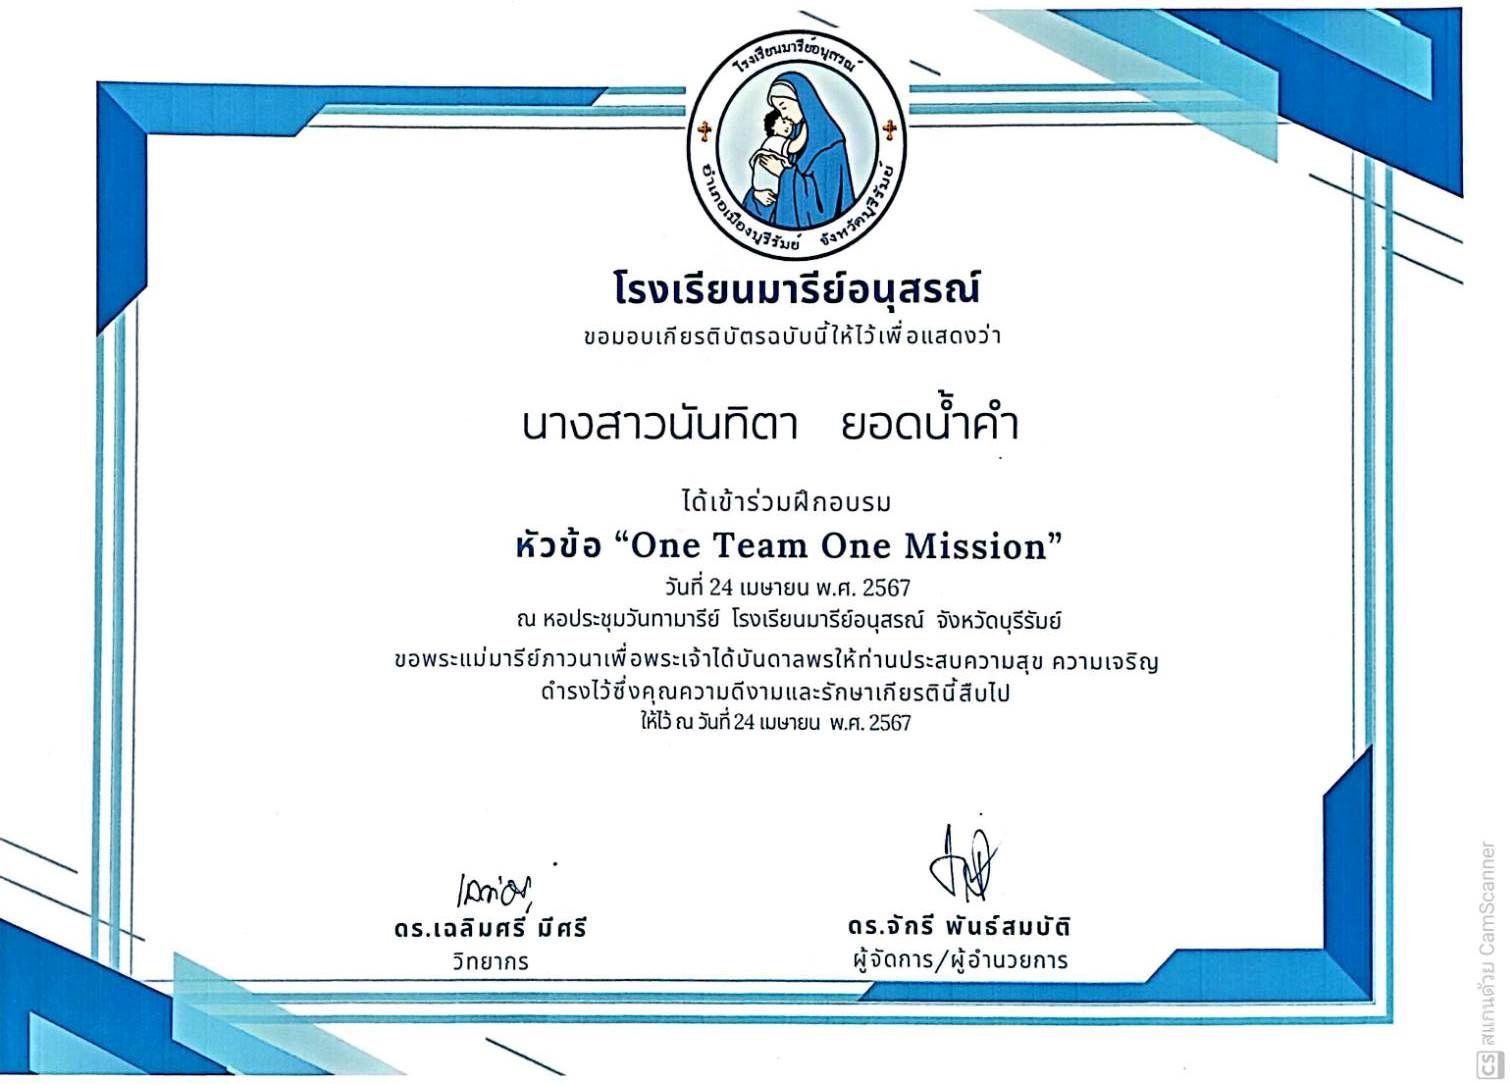 โรงเรียนมารีย์อนุสรณ์
อำเภอเมืองบุรีรัมย์ จังหวัดบุรีรัมย์
โรงเรียนมารีย์อนุสรณ์
ขอมอบเกียรติบัตรฉบับนี้ให้ไว้เพื่อแสดงว่า
นางสาวนันทิตา ยอดน้ำคำ
ได้เข้าร่วมฝึกอบรม
หัวข้อ “One Team One Mission”
วันที่ 24 เมษายน พ.ศ. 2567
ณ หอประชุมวันทามารีย์ โรงเรียนมารีย์อนุสรณ์ จังหวัดบุรีรัมย์
ขอพระแม่มารีย์ภาวนาเพื่อพระเจ้าได้บันดาลพรให้ท่านประสบความสุข ความเจริญ
ดำรงไว้ซึ่งคุณความดีงามและรักษาเกียรตินี้สืบไป
ให้ไว้ ณ วันที่ 24 เมษายน พ.ศ. 2567
ดร.เฉลิมศรี มีศรี
วิทยากร
ดร.จักรี พันธ์สมบัติ
ผู้จัดการ/ผู้อำนวยการ
CS สแกนด้วย CamScanner